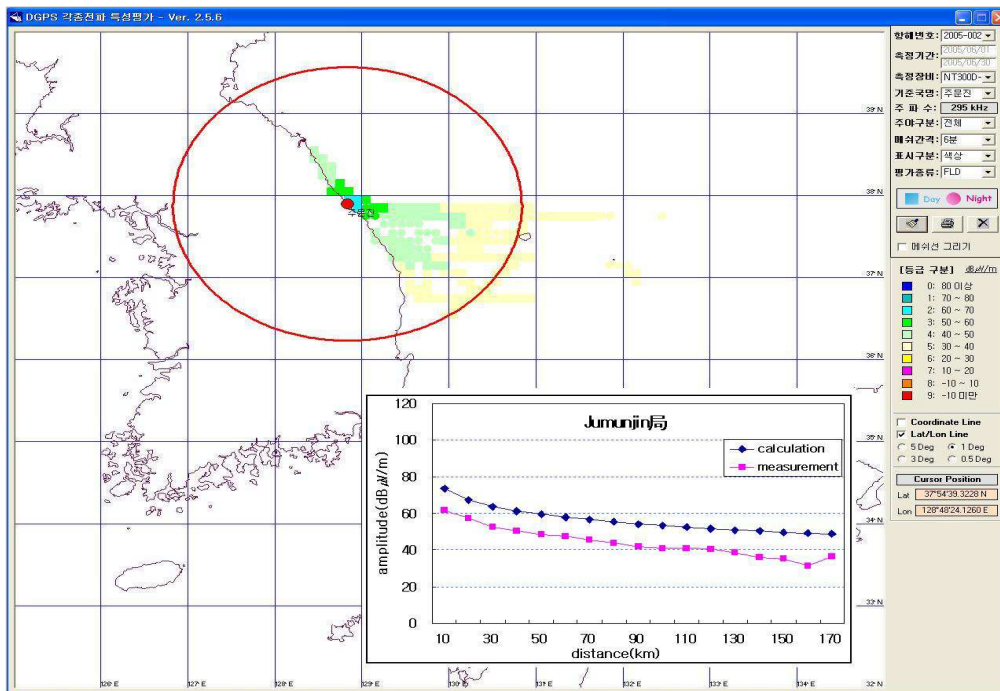 DGPS 각종전파 특성평가 - Ver. 2.5.6
항해번호: 2005-002
측정기간: 2005/06/01
2005/06/30
측정장비: NT300D-
기준국명: 주문진
주 파 수: 295 kHz
주야구분: 전체
메쉬간격: 6분
표시구분: 색상
평가종류: FLD
Day Night
메쉬선 그리기
[등급 구분] dBμV/m
0: 80 이상
1: 70 ~ 80
2: 60 ~ 70
3: 50 ~ 60
4: 40 ~ 50
5: 30 ~ 40
6: 20 ~ 30
7: 10 ~ 20
8: -10 ~ 10
9: -10 미만
Coordinate Line
Lat/Lon Line
5 Deg 1 Deg
3 Deg 0.5 Deg
Cursor Position
Lat 37°54'39.3228 N
Lon 128°48'24.1260 E
주문진
39° N
38° N
37° N
36° N
35° N
34° N
33° N
32° N
126 E
127 E
128 E
129 E
130 E
131 E
132 E
133 E
134 E
Jumunjin局
calculation
measurement
amplitude(dBμV/m)
120
100
80
60
40
20
0
10 30 50 70 90 110 130 150 170
distance(km)